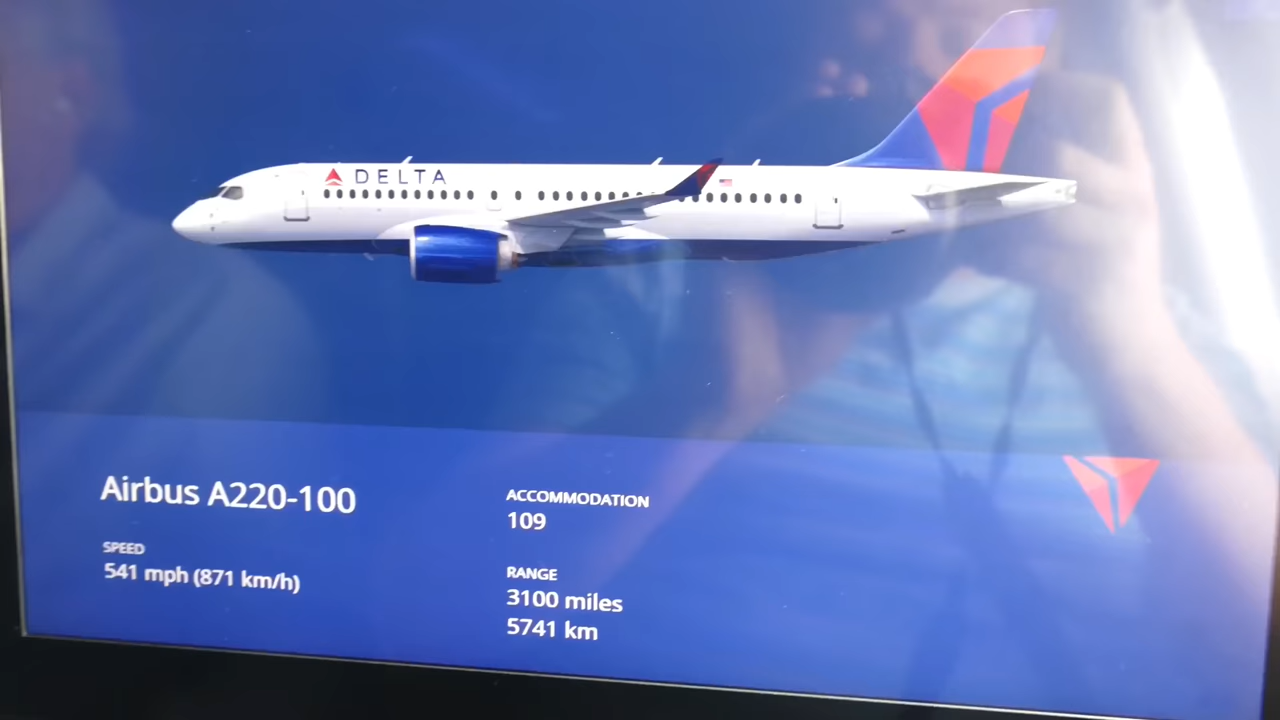 DELTA
Airbus A220-100
SPEED
541 mph (871 km/h)
ACCOMMODATION
109
RANGE
3100 miles
5741 km